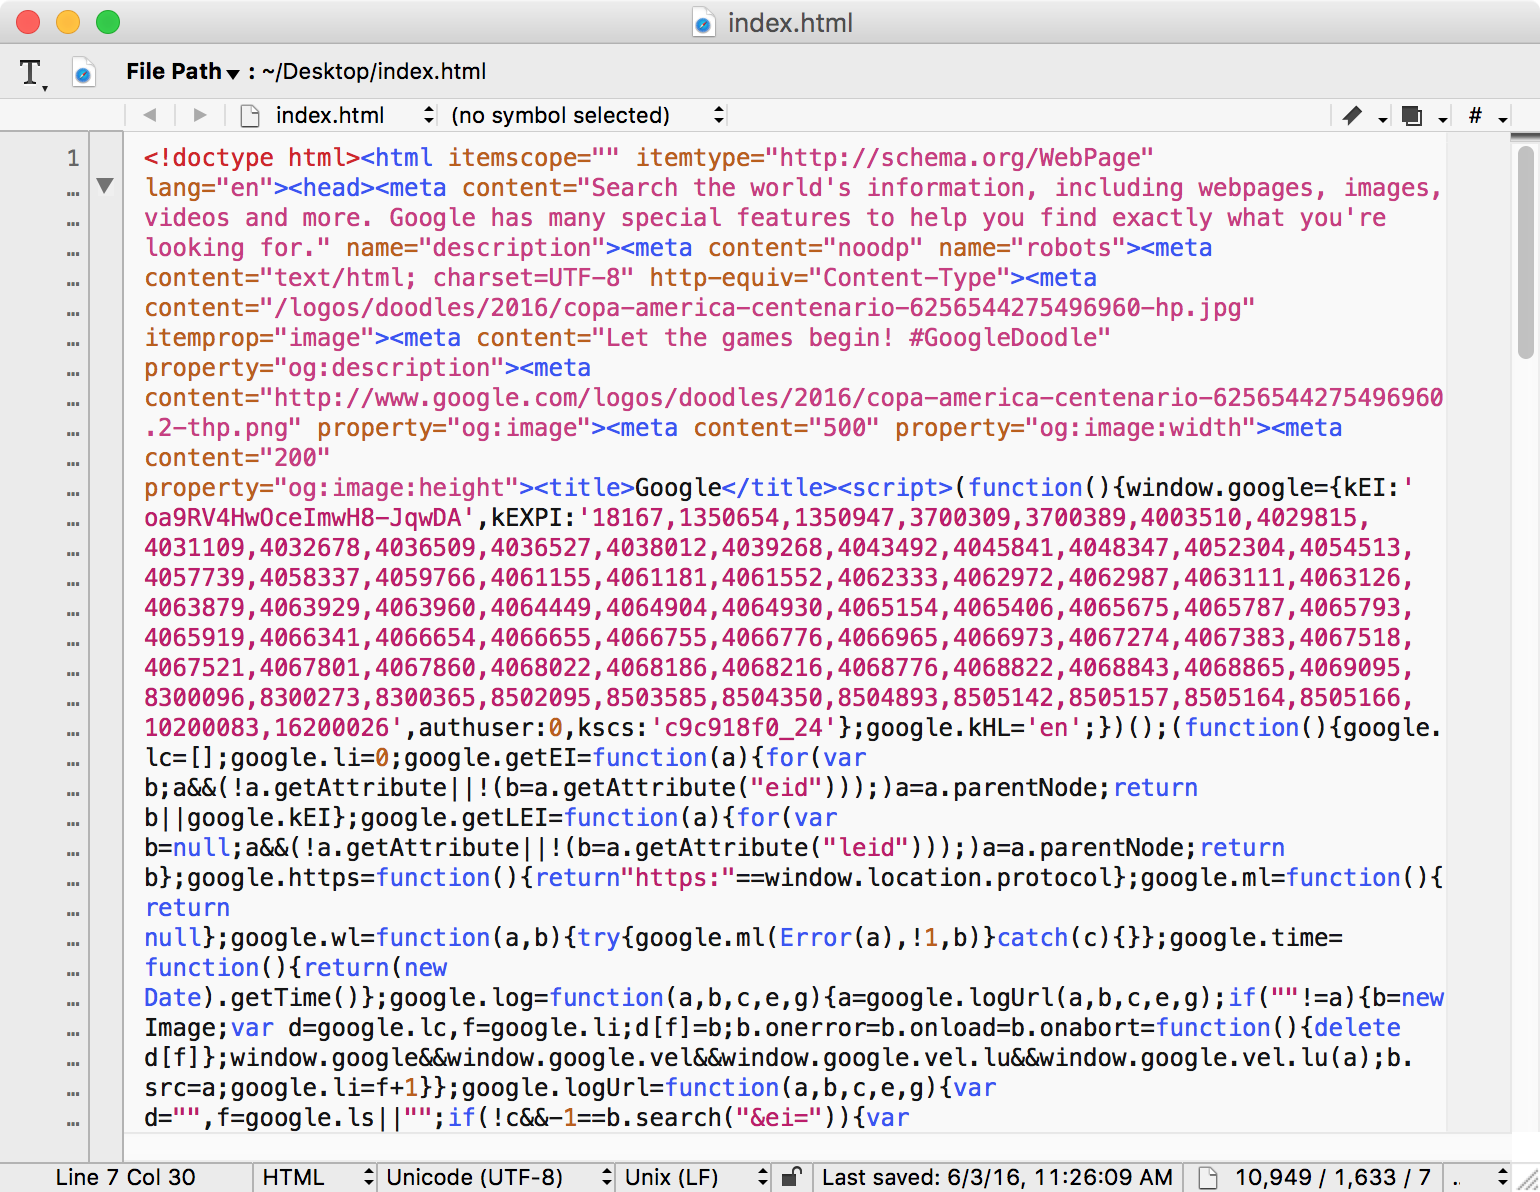 index.html
File Path ▾ : ~/Desktop/index.html
index.html (no symbol selected) #
1 <!doctype html><html itemscope="" itemtype="http://schema.org/WebPage"
… lang="en"><head><meta content="Search the world's information, including webpages, images,
… videos and more. Google has many special features to help you find exactly what you're
… looking for." name="description"><meta content="noodp" name="robots"><meta
… content="text/html; charset=UTF-8" http-equiv="Content-Type"><meta
… content="/logos/doodles/2016/copa-america-centenario-6256544275496960-hp.jpg"
… itemprop="image"><meta content="Let the games begin! #GoogleDoodle"
… property="og:description"><meta
… content="http://www.google.com/logos/doodles/2016/copa-america-centenario-6256544275496960
… .2-thp.png" property="og:image"><meta content="500" property="og:image:width"><meta
… content="200"
… property="og:image:height"><title>Google</title><script>(function(){window.google={kEI:'
… oa9RV4HwOceImwH8-JqwDA',kEXPI:'18167,1350654,1350947,3700309,3700389,4003510,4029815,
… 4031109,4032678,4036509,4036527,4038012,4039268,4043492,4045841,4048347,4052304,4054513,
… 4057739,4058337,4059766,4061155,4061181,4061552,4062333,4062972,4062987,4063111,4063126,
… 4063879,4063929,4063960,4064449,4064904,4064930,4065154,4065406,4065675,4065787,4065793,
… 4065919,4066341,4066654,4066655,4066755,4066776,4066965,4066973,4067274,4067383,4067518,
… 4067521,4067801,4067860,4068022,4068186,4068216,4068776,4068822,4068843,4068865,4069095,
… 8300096,8300273,8300365,8502095,8503585,8504350,8504893,8505142,8505157,8505164,8505166,
… 10200083,16200026',authuser:0,kscs:'c9c918f0_24'};google.kHL='en';})();(function(){google.
… lc=[];google.li=0;google.getEI=function(a){for(var
… b;a&&(!a.getAttribute||!(b=a.getAttribute("eid")));)a=a.parentNode;return
… b||google.kEI};google.getLEI=function(a){for(var
… b=null;a&&(!a.getAttribute||!(b=a.getAttribute("leid")));)a=a.parentNode;return
… b};google.https=function(){return"https:"==window.location.protocol};google.ml=function(){
… return
… null};google.wl=function(a,b){try{google.ml(Error(a),!1,b)}catch(c){}};google.time=
… function(){return(new
… Date).getTime()};google.log=function(a,b,c,e,g){a=google.logUrl(a,b,c,e,g);if(""!=a){b=new
… Image;var d=google.lc,f=google.li;d[f]=b;b.onerror=b.onload=b.onabort=function(){delete
… d[f]};window.google&&window.google.vel&&window.google.vel.lu&&window.google.vel.lu(a);b.
… src=a;google.li=f+1}};google.logUrl=function(a,b,c,e,g){var
… d="",f=google.ls||"";if(!c&&-1==b.search("&ei=")){var
Line 7 Col 30 HTML Unicode (UTF-8) Unix (LF) Last saved: 6/3/16, 11:26:09 AM 10,949 / 1,633 / 7 ..